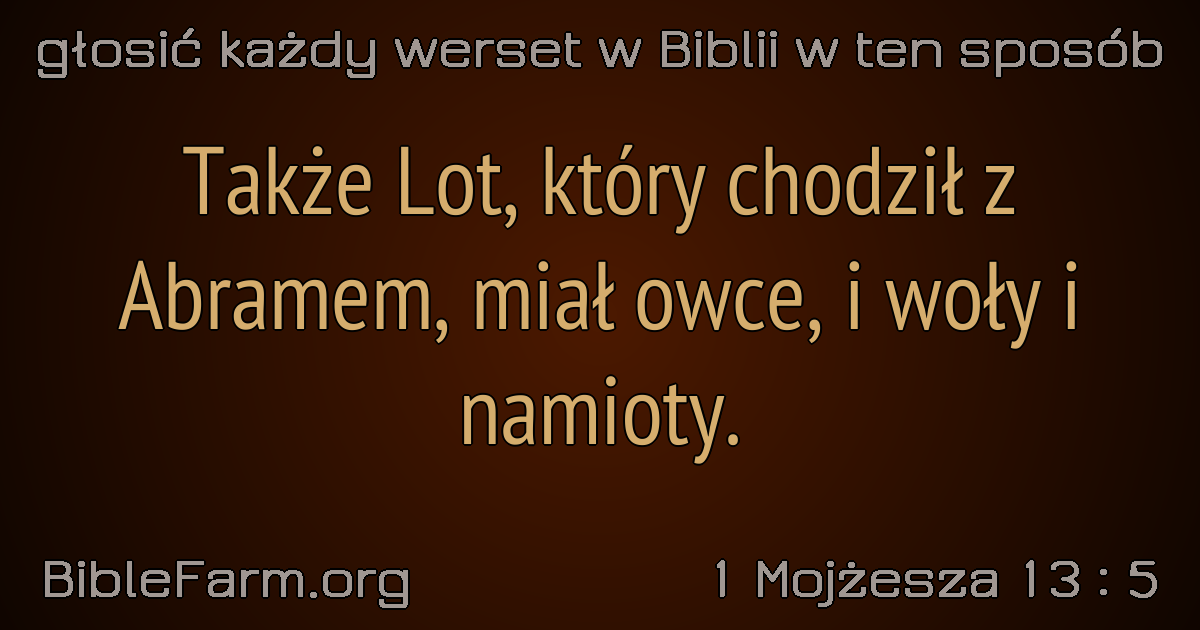 głosić każdy werset w Biblii w ten sposób
Także Lot, który chodził z
Abramem, miał owce, i woły i
namioty.
BibleFarm.org
1 Mojżesza 13 : 5